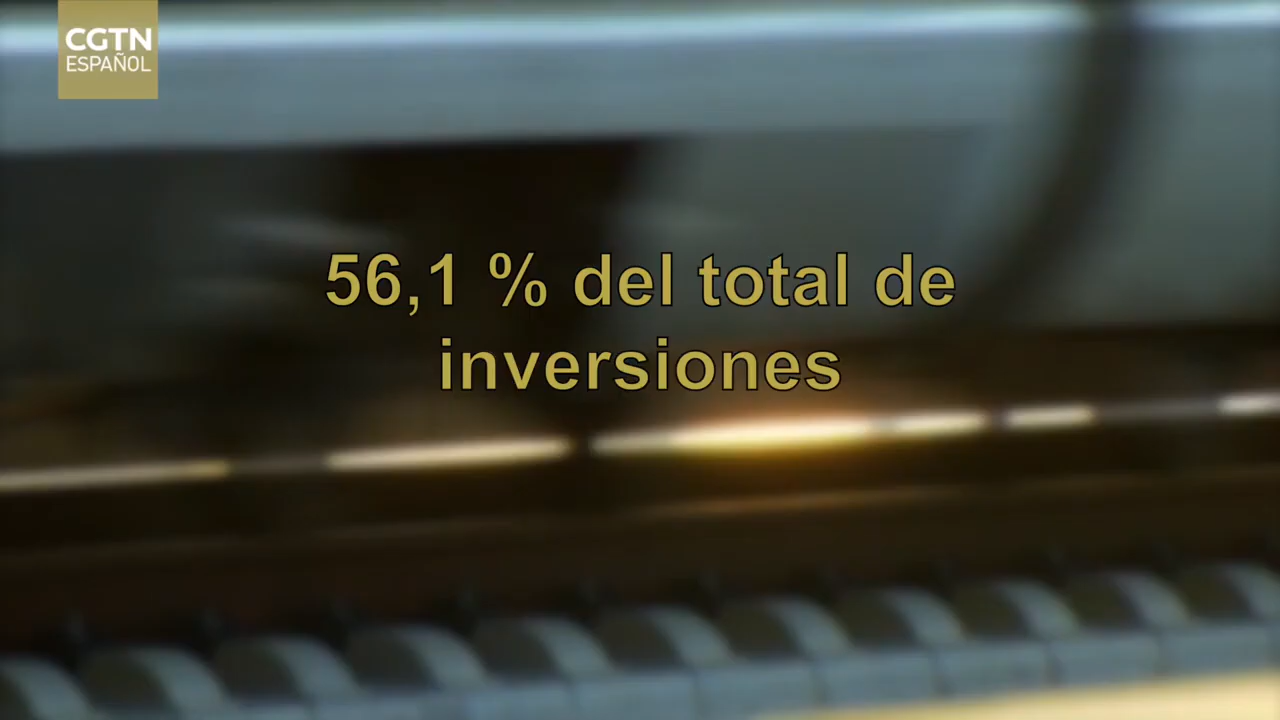 CGTN
ESPAÑOL
56,1 % del total de
inversiones